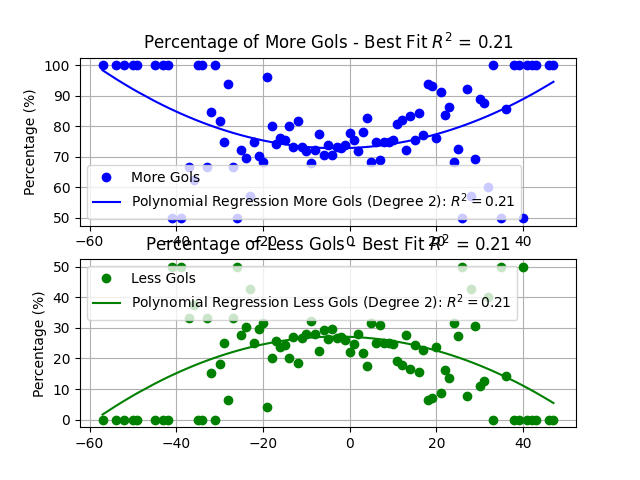 Percentage of More Gols - Best Fit R² = 0.21
Percentage (%)
100
90
80
70
60
50
More Gols
Polynomial Regression More Gols (Degree 2): R² = 0.21
−60 −40 −20 0 20 40
Percentage of Less Gols - Best Fit R² = 0.21
Percentage (%)
50
40
30
20
10
0
Less Gols
Polynomial Regression Less Gols (Degree 2): R² = 0.21
−60 −40 −20 0 20 40